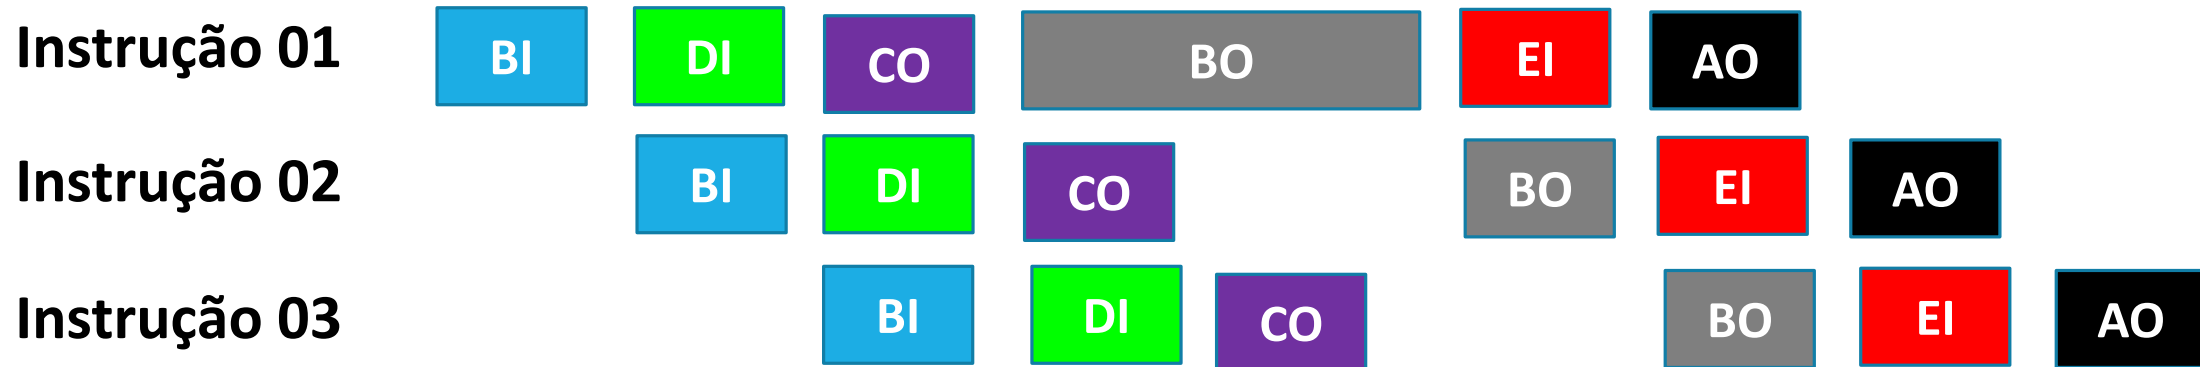 Instrução 01 BI DI CO BO EI AO
Instrução 02 BI DI CO BO EI AO
Instrução 03 BI DI CO BO EI AO